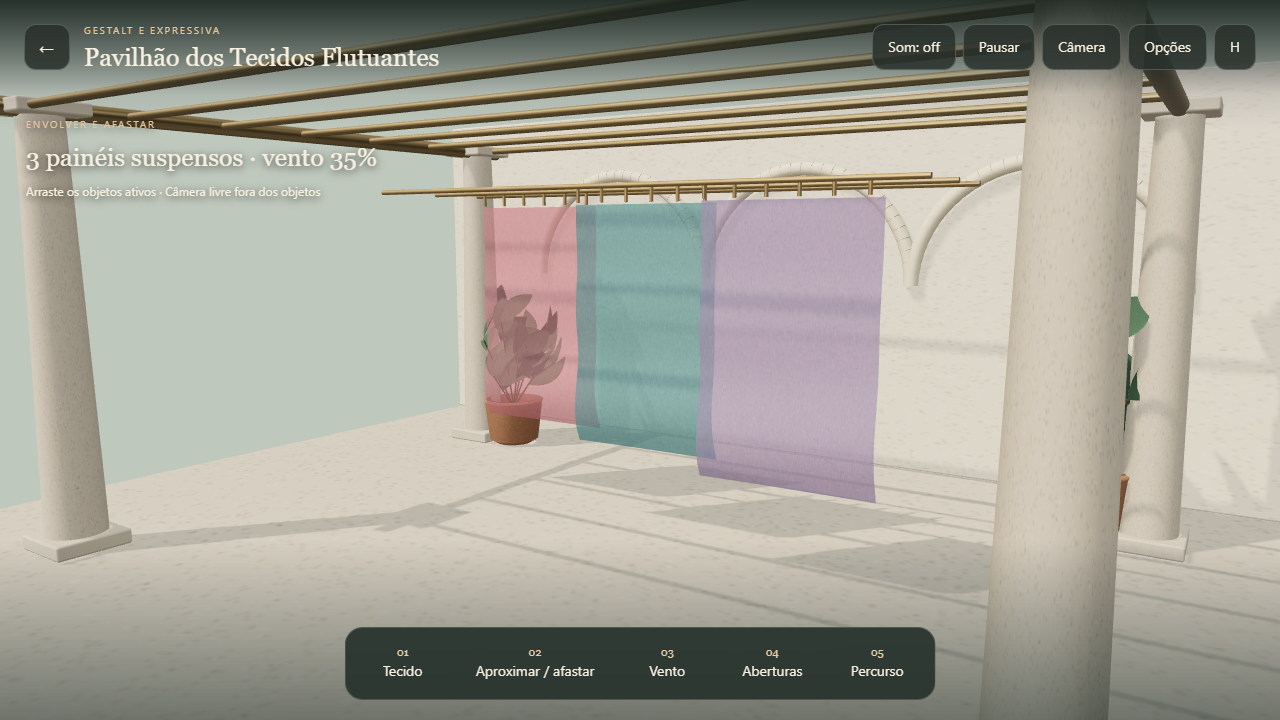 ←
GESTALT E EXPRESSIVA
Pavilhão dos Tecidos Flutuantes
Som: off
Pausar
Câmera
Opções
H
ENVOLVER E AFASTAR
3 painéis suspensos · vento 35%
Arraste os objetos ativos · Câmera livre fora dos objetos
01
Tecido
02
Aproximar / afastar
03
Vento
04
Aberturas
05
Percurso